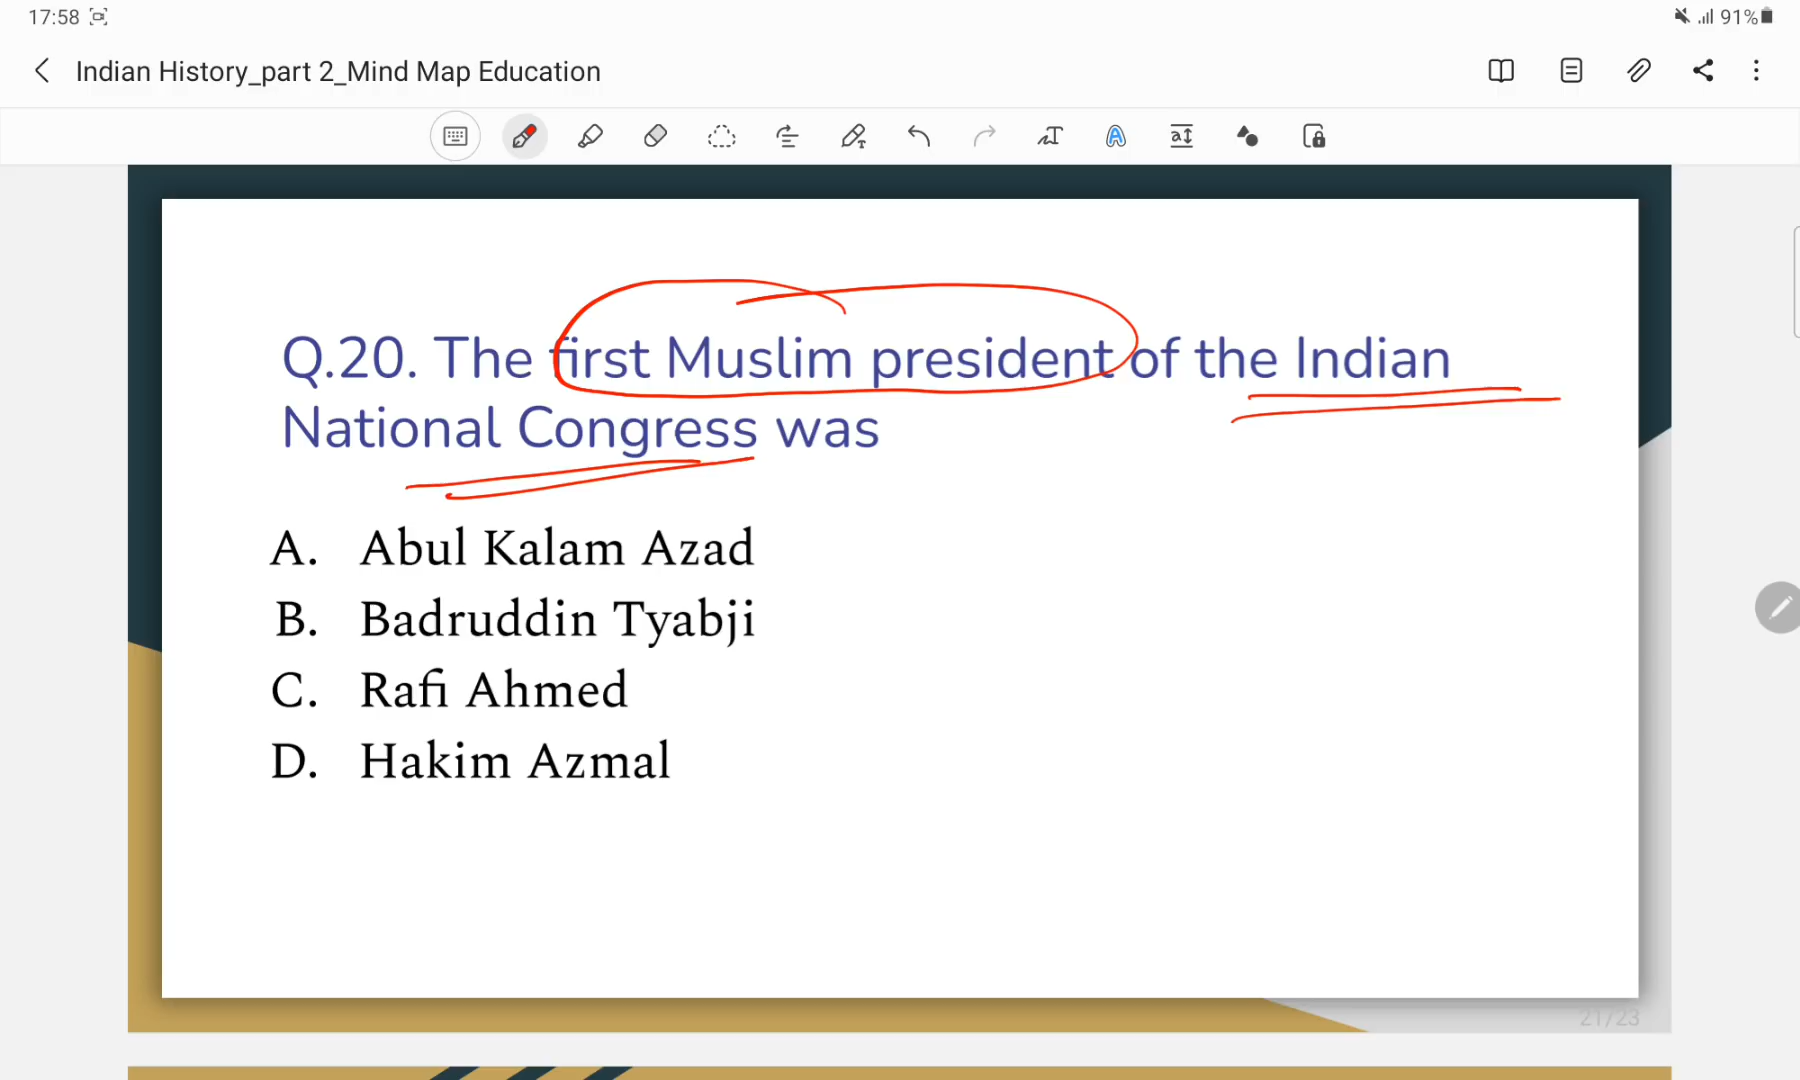 17:58
91%
Indian History_part 2_Mind Map Education
Q.20. The first Muslim president of the Indian
National Congress was
A. Abul Kalam Azad
B. Badruddin Tyabji
C. Rafi Ahmed
D. Hakim Azmal
21/23